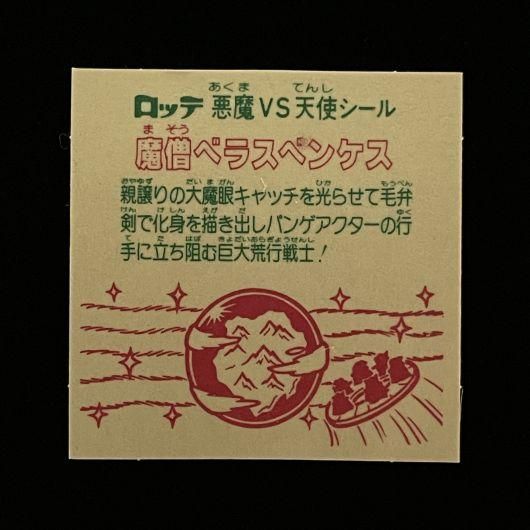 ロッテ 悪魔VS天使シール
魔僧ベラスベンケス
親譲りの大魔眼キャッチを光らせて毛弁
剣で化身を描き出しパンゲアクターの行
手に立ち阻む巨大荒行戦士！